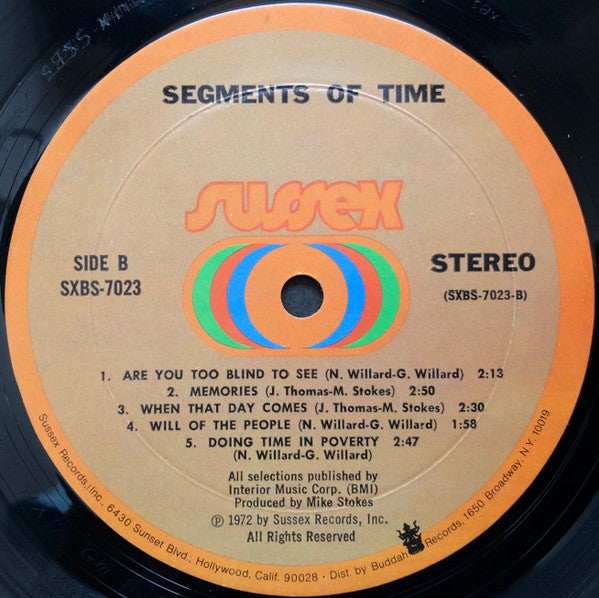 SEGMENTS OF TIME
sussex
SIDE B
SXBS-7023
STEREO
(SXBS-7023-B)
1. ARE YOU TOO BLIND TO SEE (N. Willard-G. Willard) 2:13
2. MEMORIES (J. Thomas-M. Stokes) 2:50
3. WHEN THAT DAY COMES (J. Thomas-M. Stokes) 2:30
4. WILL OF THE PEOPLE (N. Willard-G. Willard) 1:58
5. DOING TIME IN POVERTY 2:47
(N. Willard-G. Willard)
All selections published by
Interior Music Corp. (BMI)
Produced by Mike Stokes
Ⓟ 1972 by Sussex Records, Inc.
All Rights Reserved
Sussex Records, Inc., 6430 Sunset Blvd., Hollywood, Calif. 90028 • Dist. by Buddah Records, 1650 Broadway, N.Y. 10019